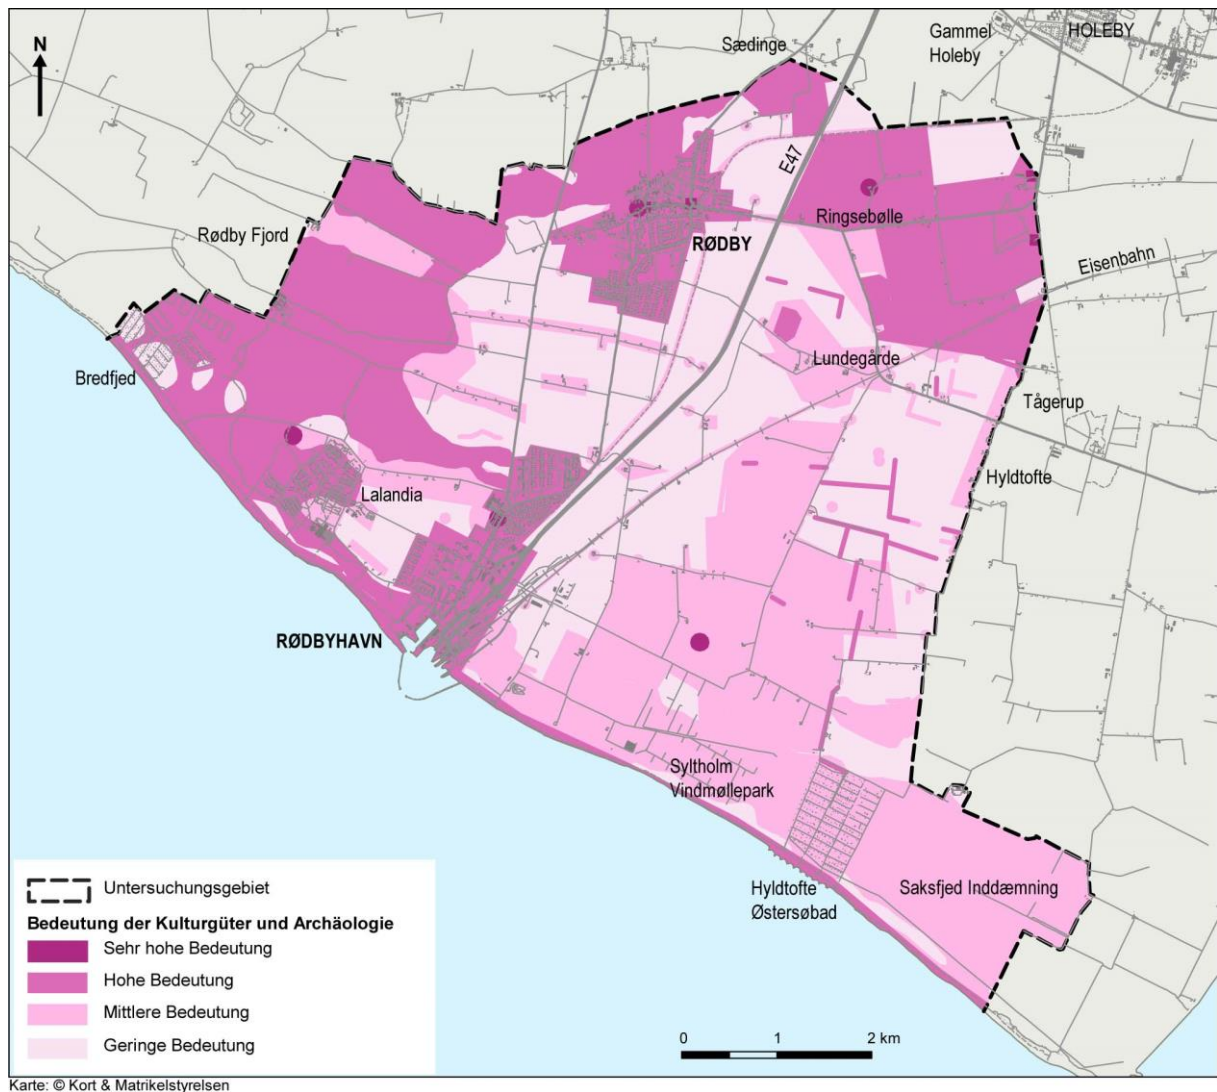 N
Sædinge
Gammel
Holeby
HOLEBY
E47
Rødby Fjord
RØDBY
Ringsebølle
Eisenbahn
Bredfjed
Lundegårde
Tågerup
Lalandia
Hyldtofte
RØDBYHAVN
Syltholm
Vindmøllepark
Hyldtofte
Østersøbad
Saksfjed Inddæmning
Untersuchungsgebiet
Bedeutung der Kulturgüter und Archäologie
Sehr hohe Bedeutung
Hohe Bedeutung
Mittlere Bedeutung
Geringe Bedeutung
0 1 2 km
Karte: © Kort & Matrikelstyrelsen